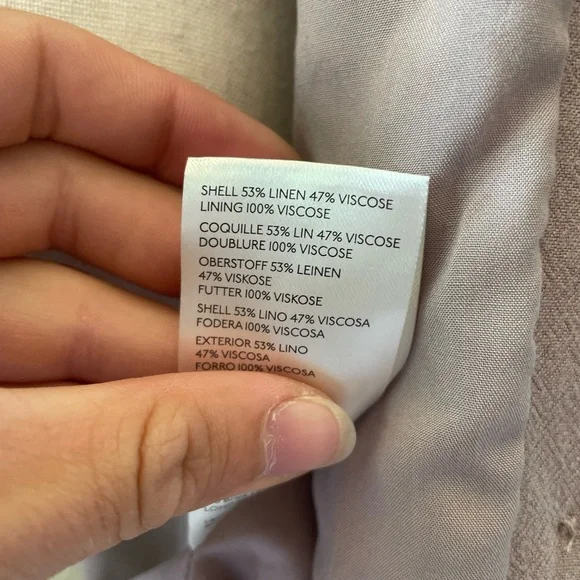 SHELL 53% LINEN 47% VISCOSE
LINING 100% VISCOSE
COQUILLE 53% LIN 47% VISCOSE
DOUBLURE 100% VISCOSE
OBERSTOFF 53% LEINEN
47% VISKOSE
FUTTER 100% VISKOSE
SHELL 53% LINO 47% VISCOSA
FODERA 100% VISCOSA
EXTERIOR 53% LINO
47% VISCOSA
FORRO 100% VISCOSA